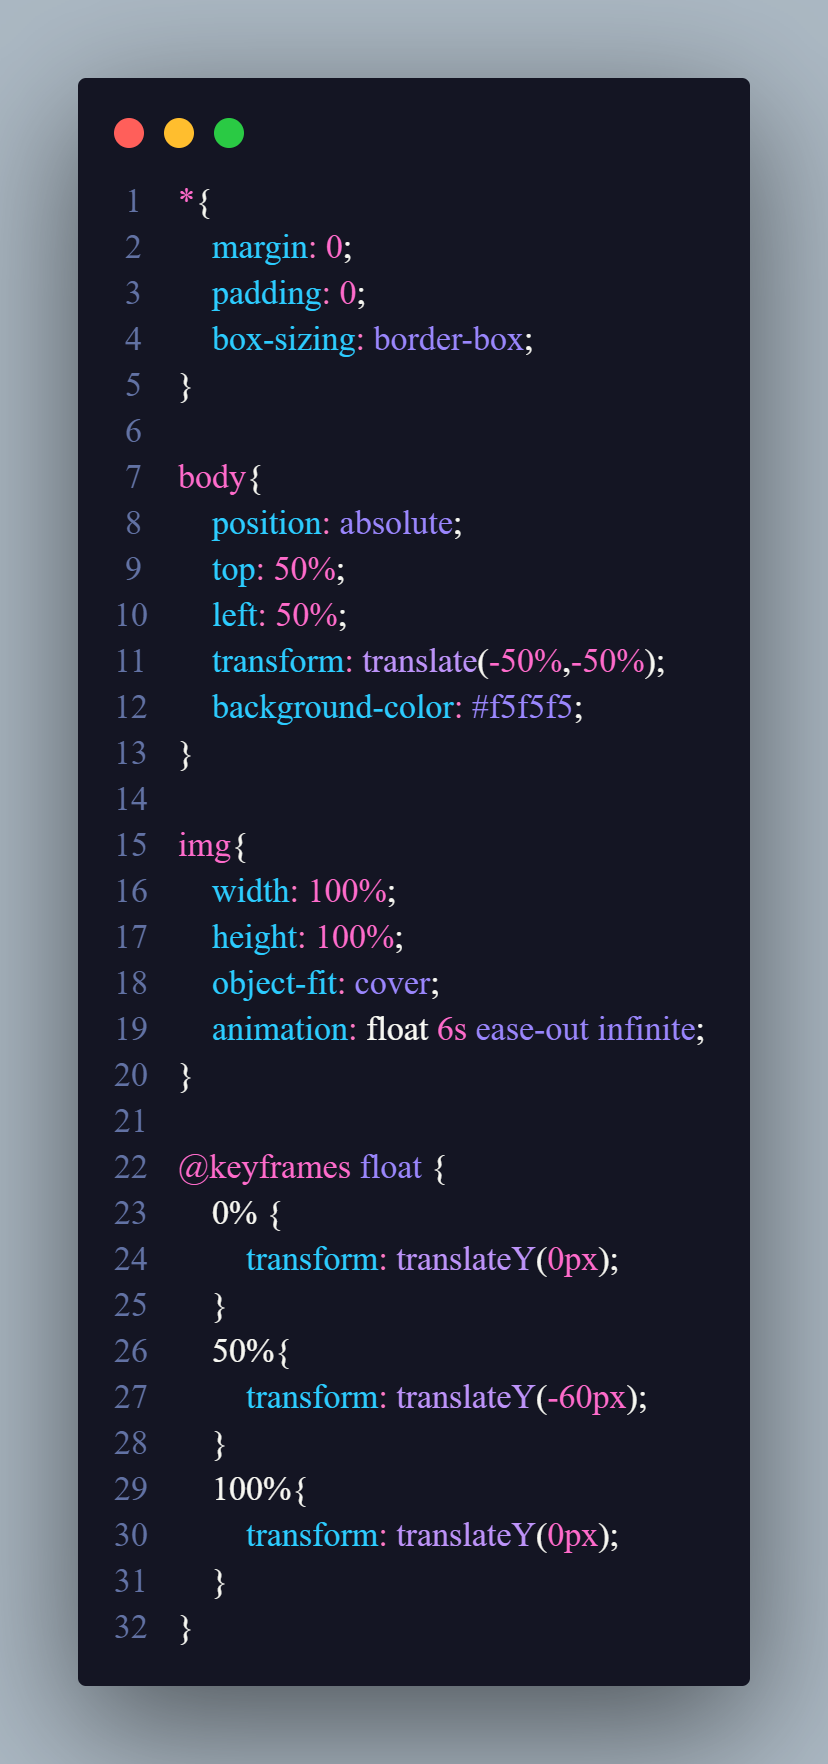 1 *{
2     margin: 0;
3     padding: 0;
4     box-sizing: border-box;
5 }
6
7 body{
8     position: absolute;
9     top: 50%;
10     left: 50%;
11     transform: translate(-50%,-50%);
12     background-color: #f5f5f5;
13 }
14
15 img{
16     width: 100%;
17     height: 100%;
18     object-fit: cover;
19     animation: float 6s ease-out infinite;
20 }
21
22 @keyframes float {
23     0% {
24         transform: translateY(0px);
25     }
26     50%{
27         transform: translateY(-60px);
28     }
29     100%{
30         transform: translateY(0px);
31     }
32 }